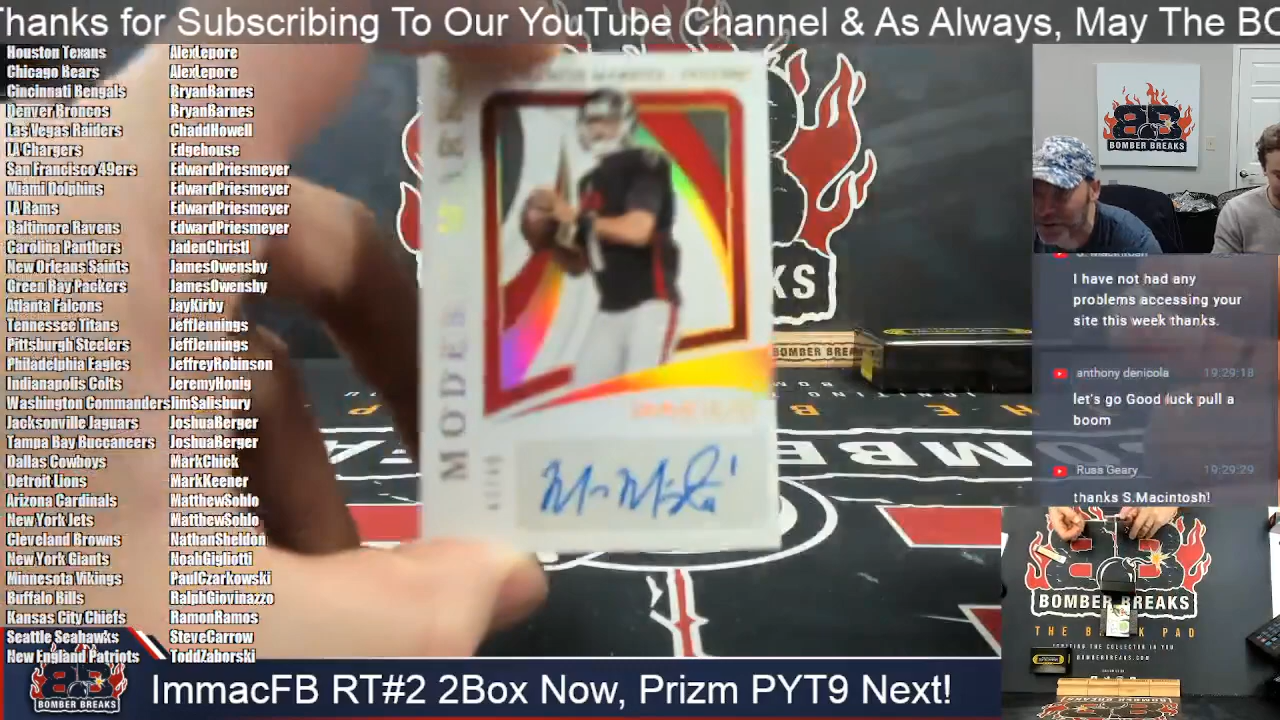 Thanks for Subscribing To Our YouTube Channel & As Always, May The BO
Houston Texans AlexLepore
Chicago Bears AlexLepore
Cincinnati Bengals BryanBarnes
Denver Broncos BryanBarnes
Las Vegas Raiders ChaddHowell
LA Chargers Edgehouse
San Francisco 49ers EdwardPriesmeyer
Miami Dolphins EdwardPriesmeyer
LA Rams EdwardPriesmeyer
Baltimore Ravens EdwardPriesmeyer
Carolina Panthers JadenChristl
New Orleans Saints JamesOwensby
Green Bay Packers JamesOwensby
Atlanta Falcons JayKirby
Tennessee Titans JeffJennings
Pittsburgh Steelers JeffJennings
Philadelphia Eagles JeffreyRobinson
Indianapolis Colts JeremyHonig
Washington Commanders JimSalisbury
Jacksonville Jaguars JoshuaBerger
Tampa Bay Buccaneers JoshuaBerger
Dallas Cowboys MarkChick
Detroit Lions MarkKeener
Arizona Cardinals MatthewSohlo
New York Jets MatthewSohlo
Cleveland Browns NathanSheldon
New York Giants NoahGigliotti
Minnesota Vikings PaulCzarkowski
Buffalo Bills RalphGiovinazzo
Kansas City Chiefs RamonRamos
Seattle Seahawks SteveCarrow
New England Patriots ToddZaborski
MODER
KS
BOMBER BREA
BOMBE
BOMBER BREAKS
S. Macintosh
I have not had any
problems accessing your
site this week thanks.
anthony denicola 19:29:18
let's go Good luck pull a
boom
Russ Geary 19:29:29
thanks S.Macintosh!
BOMBER BREAKS
THE BREAK PAD
BOMBER BREAKS
ImmacFB RT#2 2Box Now, Prizm PYT9 Next!